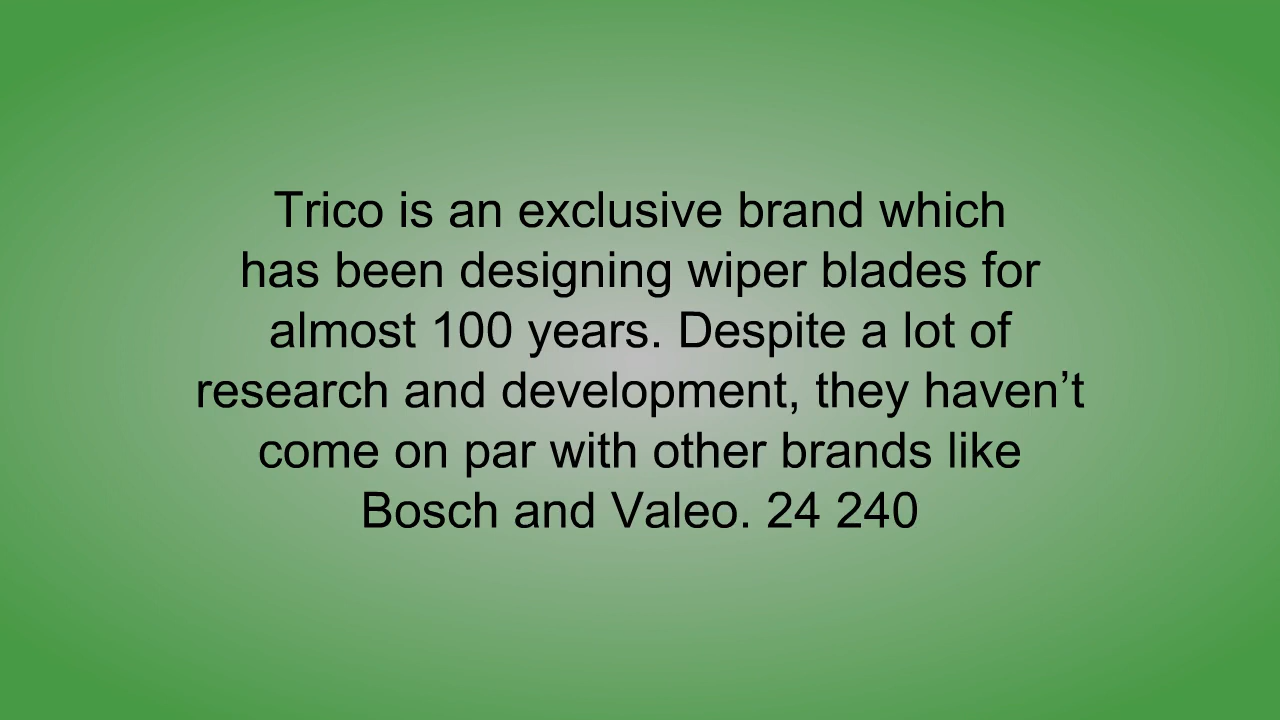 Trico is an exclusive brand which
has been designing wiper blades for
almost 100 years. Despite a lot of
research and development, they haven’t
come on par with other brands like
Bosch and Valeo. 24 240